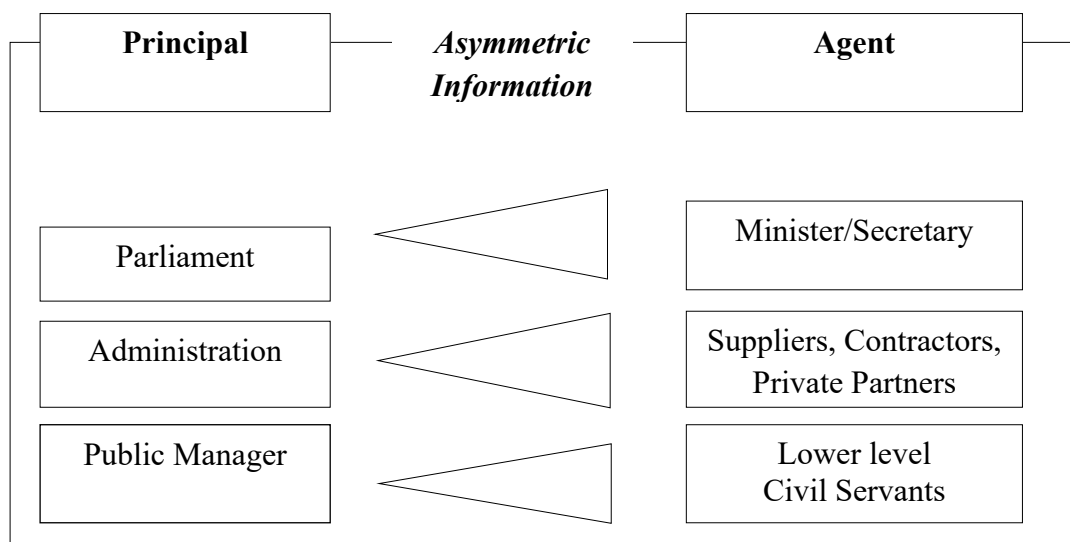 Principal
Asymmetric
Information
Agent
Parliament
Minister/Secretary
Administration
Suppliers, Contractors,
Private Partners
Public Manager
Lower level
Civil Servants